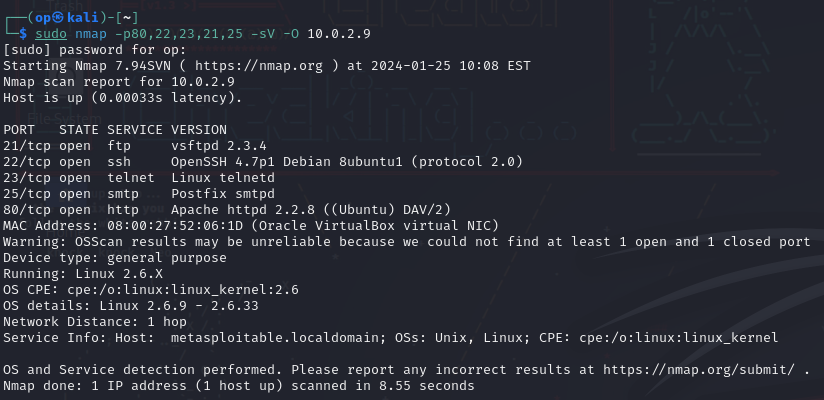 ┌──(op㉿kali)-[~]
└─$ sudo nmap -p80,22,23,21,25 -sV -O 10.0.2.9
[sudo] password for op:
Starting Nmap 7.94SVN ( https://nmap.org ) at 2024-01-25 10:08 EST
Nmap scan report for 10.0.2.9
Host is up (0.00033s latency).

PORT   STATE SERVICE VERSION
21/tcp open  ftp     vsftpd 2.3.4
22/tcp open  ssh     OpenSSH 4.7p1 Debian 8ubuntu1 (protocol 2.0)
23/tcp open  telnet  Linux telnetd
25/tcp open  smtp    Postfix smtpd
80/tcp open  http    Apache httpd 2.2.8 ((Ubuntu) DAV/2)
MAC Address: 08:00:27:52:06:1D (Oracle VirtualBox virtual NIC)
Warning: OSScan results may be unreliable because we could not find at least 1 open and 1 closed port
Device type: general purpose
Running: Linux 2.6.X
OS CPE: cpe:/o:linux:linux_kernel:2.6
OS details: Linux 2.6.9 - 2.6.33
Network Distance: 1 hop
Service Info: Host:  metasploitable.localdomain; OSs: Unix, Linux; CPE: cpe:/o:linux:linux_kernel

OS and Service detection performed. Please report any incorrect results at https://nmap.org/submit/ .
Nmap done: 1 IP address (1 host up) scanned in 8.55 seconds